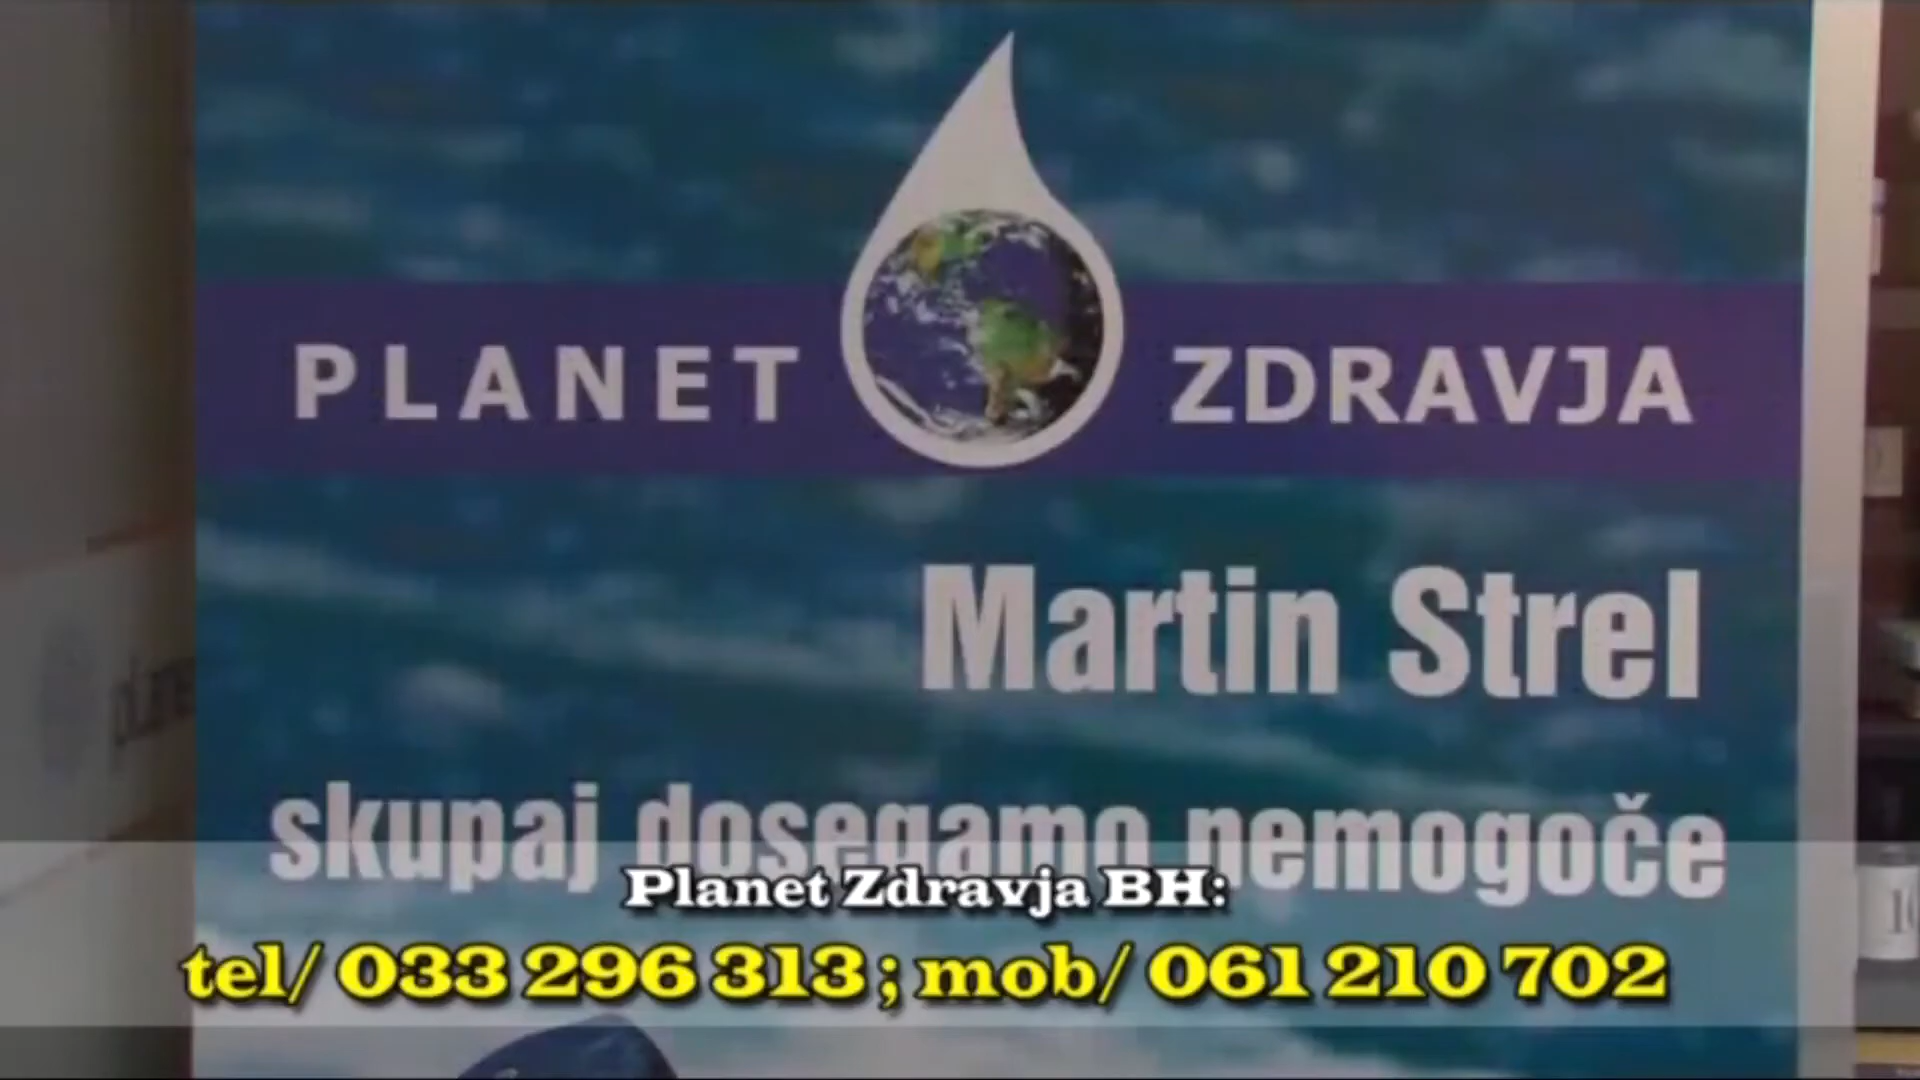 PLANET ZDRAVJA
Martin Strel
skupaj dosegamo nemogoče
Planet Zdravja BH:
tel/ 033 296 313 ; mob/ 061 210 702